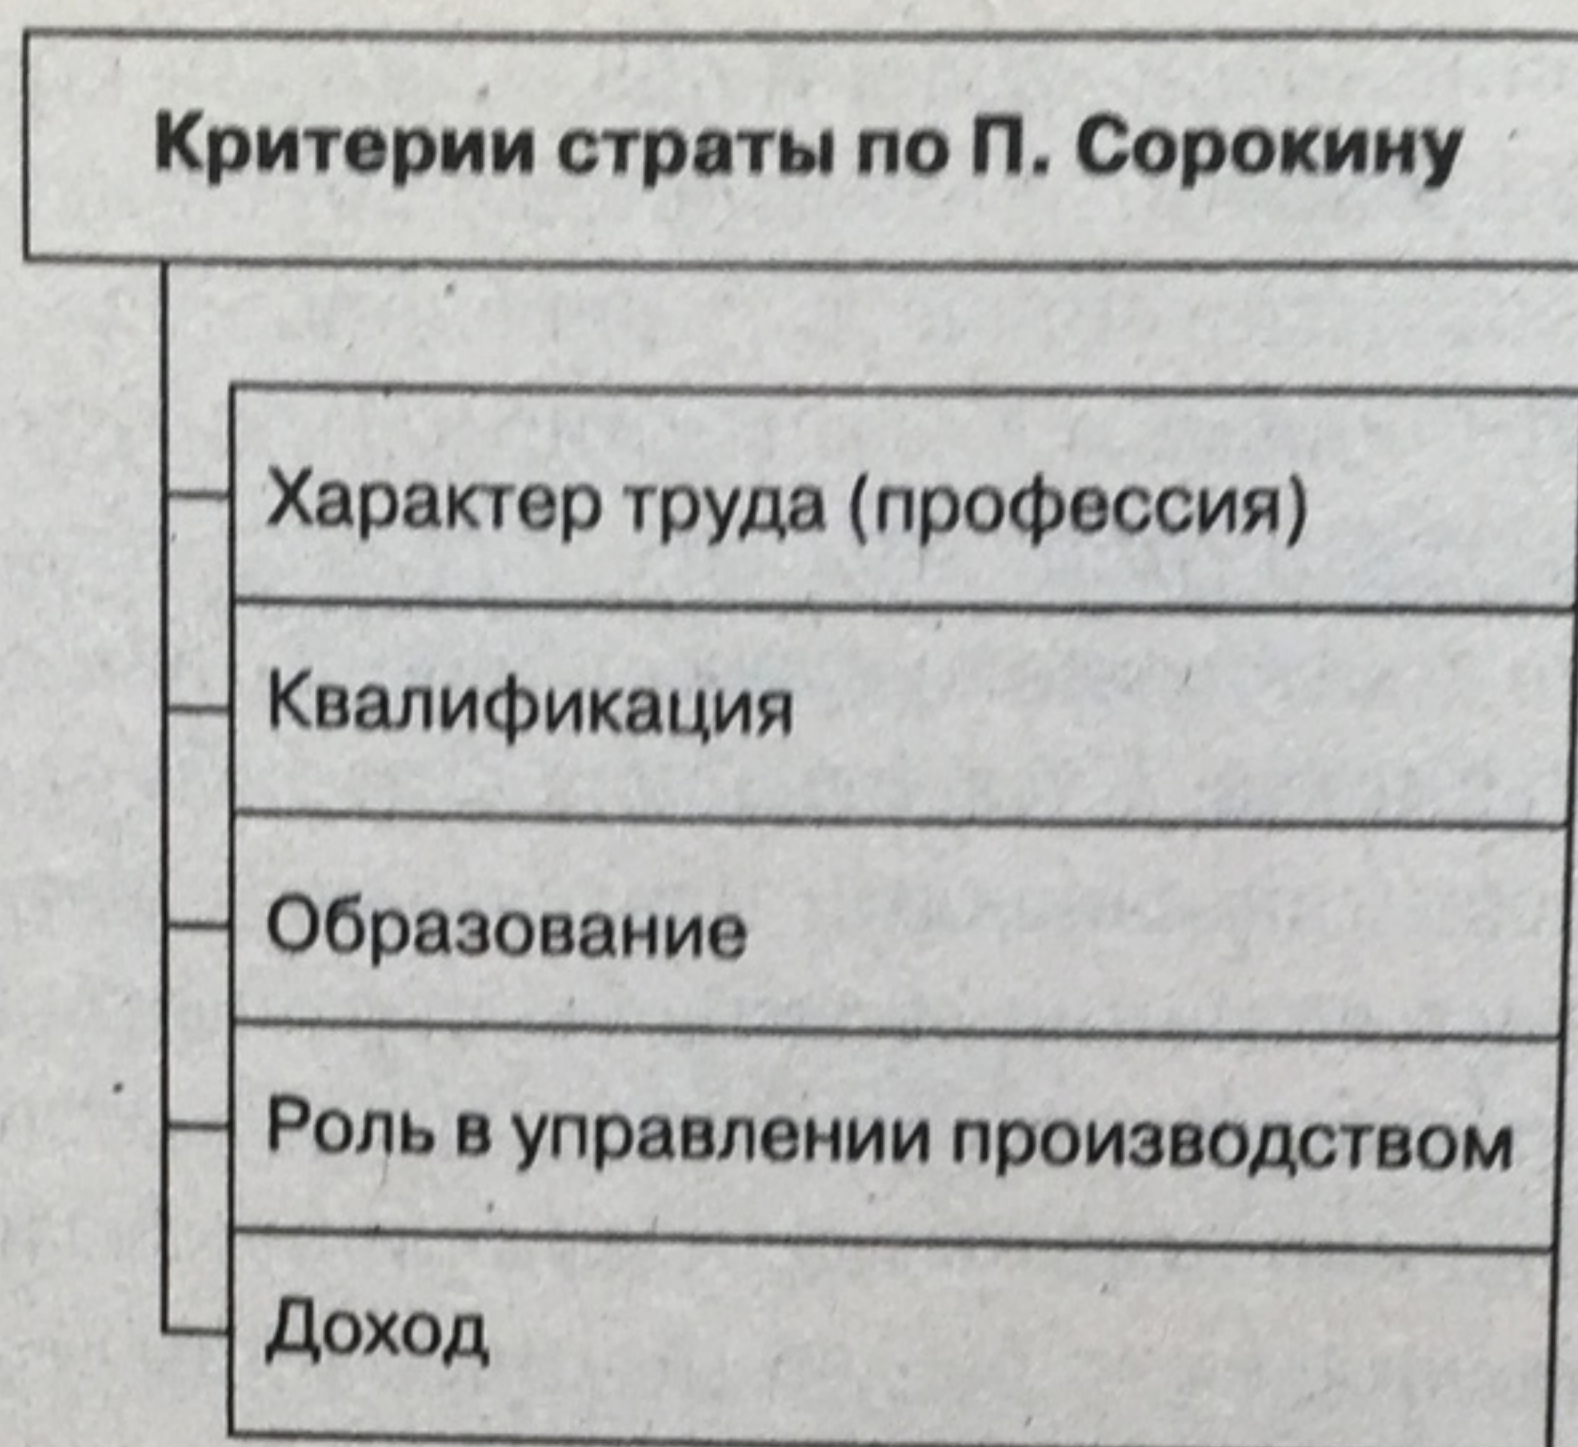 Критерии страты по П. Сорокину
Характер труда (профессия)
Квалификация
Образование
Роль в управлении производством
Доход